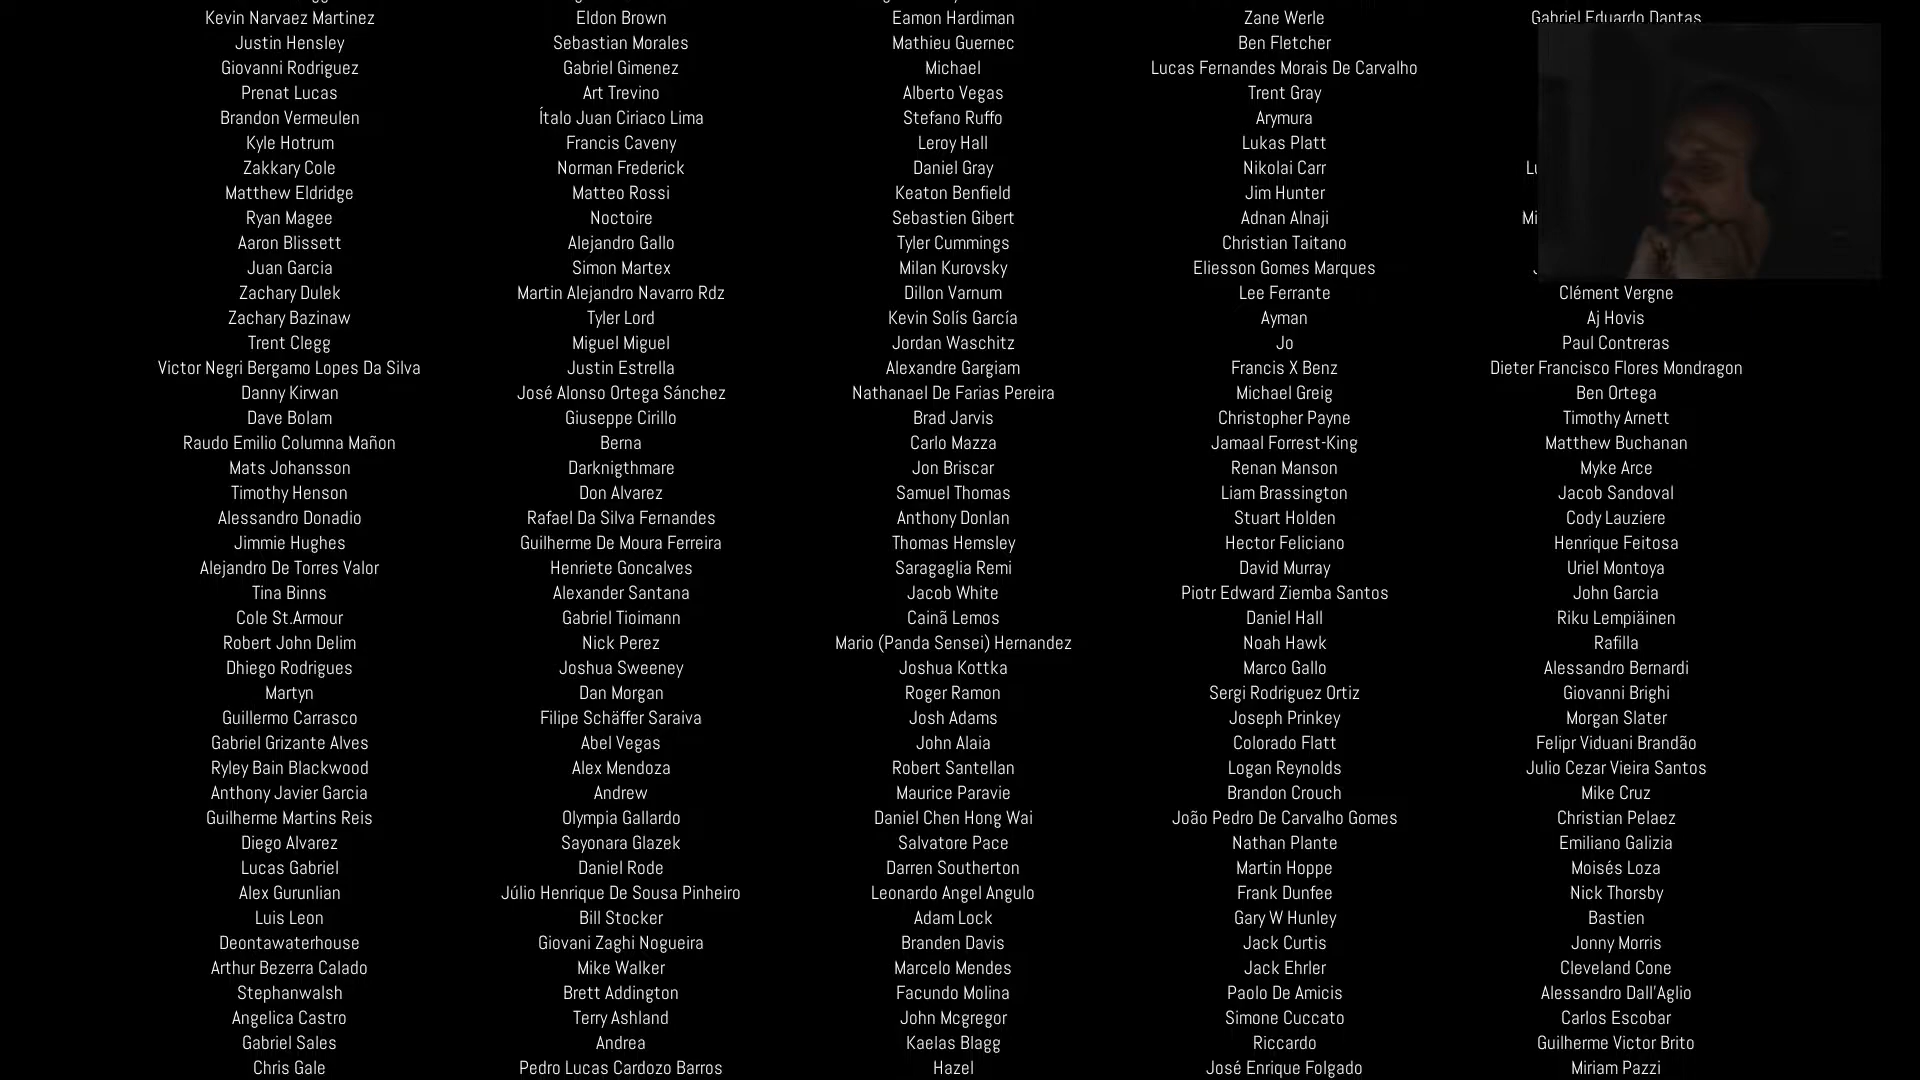 Kevin Narvaez Martinez
Justin Hensley
Giovanni Rodriguez
Prenat Lucas
Brandon Vermeulen
Kyle Hotrum
Zakkary Cole
Matthew Eldridge
Ryan Magee
Aaron Blissett
Juan Garcia
Zachary Dulek
Zachary Bazinaw
Trent Clegg
Victor Negri Bergamo Lopes Da Silva
Danny Kirwan
Dave Bolam
Raudo Emilio Columna Mañon
Mats Johansson
Timothy Henson
Alessandro Donadio
Jimmie Hughes
Alejandro De Torres Valor
Tina Binns
Cole St.Armour
Robert John Delim
Dhiego Rodrigues
Martyn
Guillermo Carrasco
Gabriel Grizante Alves
Ryley Bain Blackwood
Anthony Javier Garcia
Guilherme Martins Reis
Diego Alvarez
Lucas Gabriel
Alex Gurunlian
Luis Leon
Deontawaterhouse
Arthur Bezerra Calado
Stephanwalsh
Angelica Castro
Gabriel Sales
Chris Gale
Eldon Brown
Sebastian Morales
Gabriel Gimenez
Art Trevino
Ítalo Juan Ciriaco Lima
Francis Caveny
Norman Frederick
Matteo Rossi
Noctoire
Alejandro Gallo
Simon Martex
Martin Alejandro Navarro Rdz
Tyler Lord
Miguel Miguel
Justin Estrella
José Alonso Ortega Sánchez
Giuseppe Cirillo
Berna
Darknigthmare
Don Alvarez
Rafael Da Silva Fernandes
Guilherme De Moura Ferreira
Henriete Goncalves
Alexander Santana
Gabriel Tioimann
Nick Perez
Joshua Sweeney
Dan Morgan
Filipe Schäffer Saraiva
Abel Vegas
Alex Mendoza
Andrew
Olympia Gallardo
Sayonara Glazek
Daniel Rode
Júlio Henrique De Sousa Pinheiro
Bill Stocker
Giovani Zaghi Nogueira
Mike Walker
Brett Addington
Terry Ashland
Andrea
Pedro Lucas Cardozo Barros
Eamon Hardiman
Mathieu Guernec
Michael
Alberto Vegas
Stefano Ruffo
Leroy Hall
Daniel Gray
Keaton Benfield
Sebastien Gibert
Tyler Cummings
Milan Kurovsky
Dillon Varnum
Kevin Solís García
Jordan Waschitz
Alexandre Gargiam
Nathanael De Farias Pereira
Brad Jarvis
Carlo Mazza
Jon Briscar
Samuel Thomas
Anthony Donlan
Thomas Hemsley
Saragaglia Remi
Jacob White
Cainã Lemos
Mario (Panda Sensei) Hernandez
Joshua Kottka
Roger Ramon
Josh Adams
John Alaia
Robert Santellan
Maurice Paravie
Daniel Chen Hong Wai
Salvatore Pace
Darren Southerton
Leonardo Angel Angulo
Adam Lock
Branden Davis
Marcelo Mendes
Facundo Molina
John Mcgregor
Kaelas Blagg
Hazel
Zane Werle
Ben Fletcher
Lucas Fernandes Morais De Carvalho
Trent Gray
Arymura
Lukas Platt
Nikolai Carr
Jim Hunter
Adnan Alnaji
Christian Taitano
Eliesson Gomes Marques
Lee Ferrante
Ayman
Jo
Francis X Benz
Michael Greig
Christopher Payne
Jamaal Forrest-King
Renan Manson
Liam Brassington
Stuart Holden
Hector Feliciano
David Murray
Piotr Edward Ziemba Santos
Daniel Hall
Noah Hawk
Marco Gallo
Sergi Rodriguez Ortiz
Joseph Prinkey
Colorado Flatt
Logan Reynolds
Brandon Crouch
João Pedro De Carvalho Gomes
Nathan Plante
Martin Hoppe
Frank Dunfee
Gary W Hunley
Jack Curtis
Jack Ehrler
Paolo De Amicis
Simone Cuccato
Riccardo
José Enrique Folgado
Gabriel Eduardo Dantas
Clément Vergne
Aj Hovis
Paul Contreras
Dieter Francisco Flores Mondragon
Ben Ortega
Timothy Arnett
Matthew Buchanan
Myke Arce
Jacob Sandoval
Cody Lauziere
Henrique Feitosa
Uriel Montoya
John Garcia
Riku Lempiäinen
Rafilla
Alessandro Bernardi
Giovanni Brighi
Morgan Slater
Felipr Viduani Brandão
Julio Cezar Vieira Santos
Mike Cruz
Christian Pelaez
Emiliano Galizia
Moisés Loza
Nick Thorsby
Bastien
Jonny Morris
Cleveland Cone
Alessandro Dall'Aglio
Carlos Escobar
Guilherme Victor Brito
Miriam Pazzi